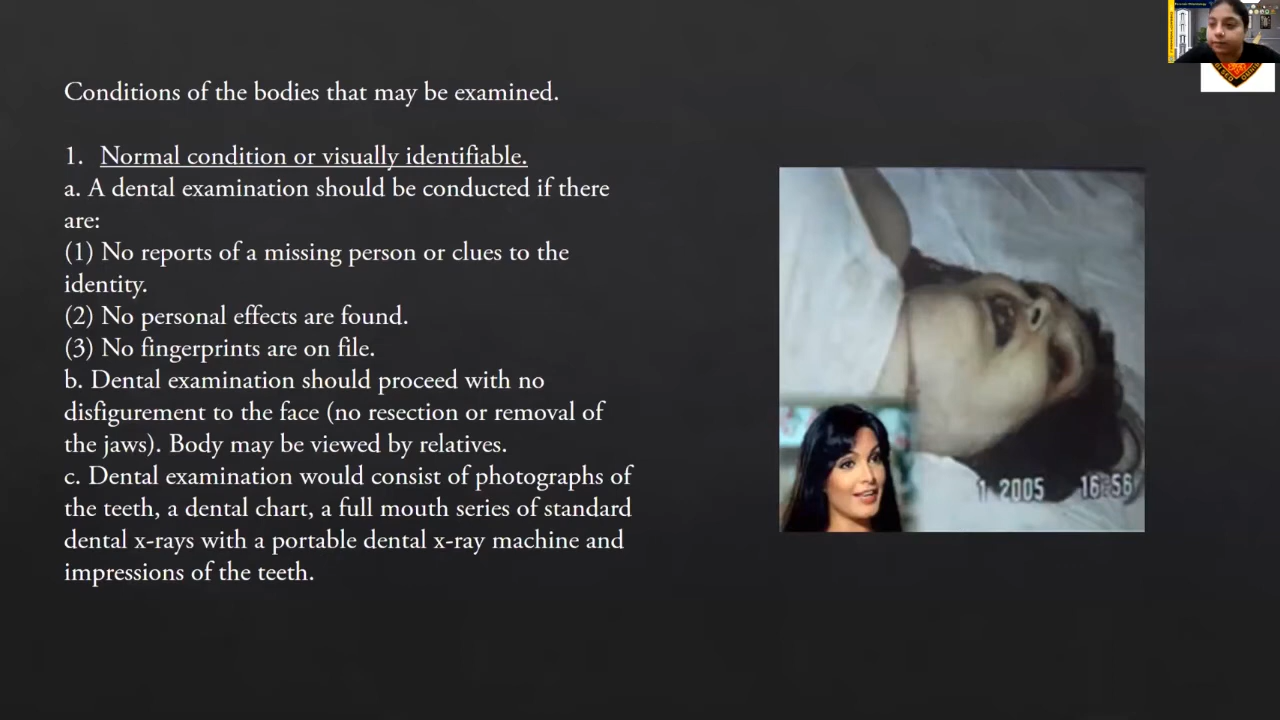 Conditions of the bodies that may be examined.
1. Normal condition or visually identifiable.
a. A dental examination should be conducted if there
are:
(1) No reports of a missing person or clues to the
identity.
(2) No personal effects are found.
(3) No fingerprints are on file.
b. Dental examination should proceed with no
disfigurement to the face (no resection or removal of
the jaws). Body may be viewed by relatives.
c. Dental examination would consist of photographs of
the teeth, a dental chart, a full mouth series of standard
dental x-rays with a portable dental x-ray machine and
impressions of the teeth.
1 2005 16:56